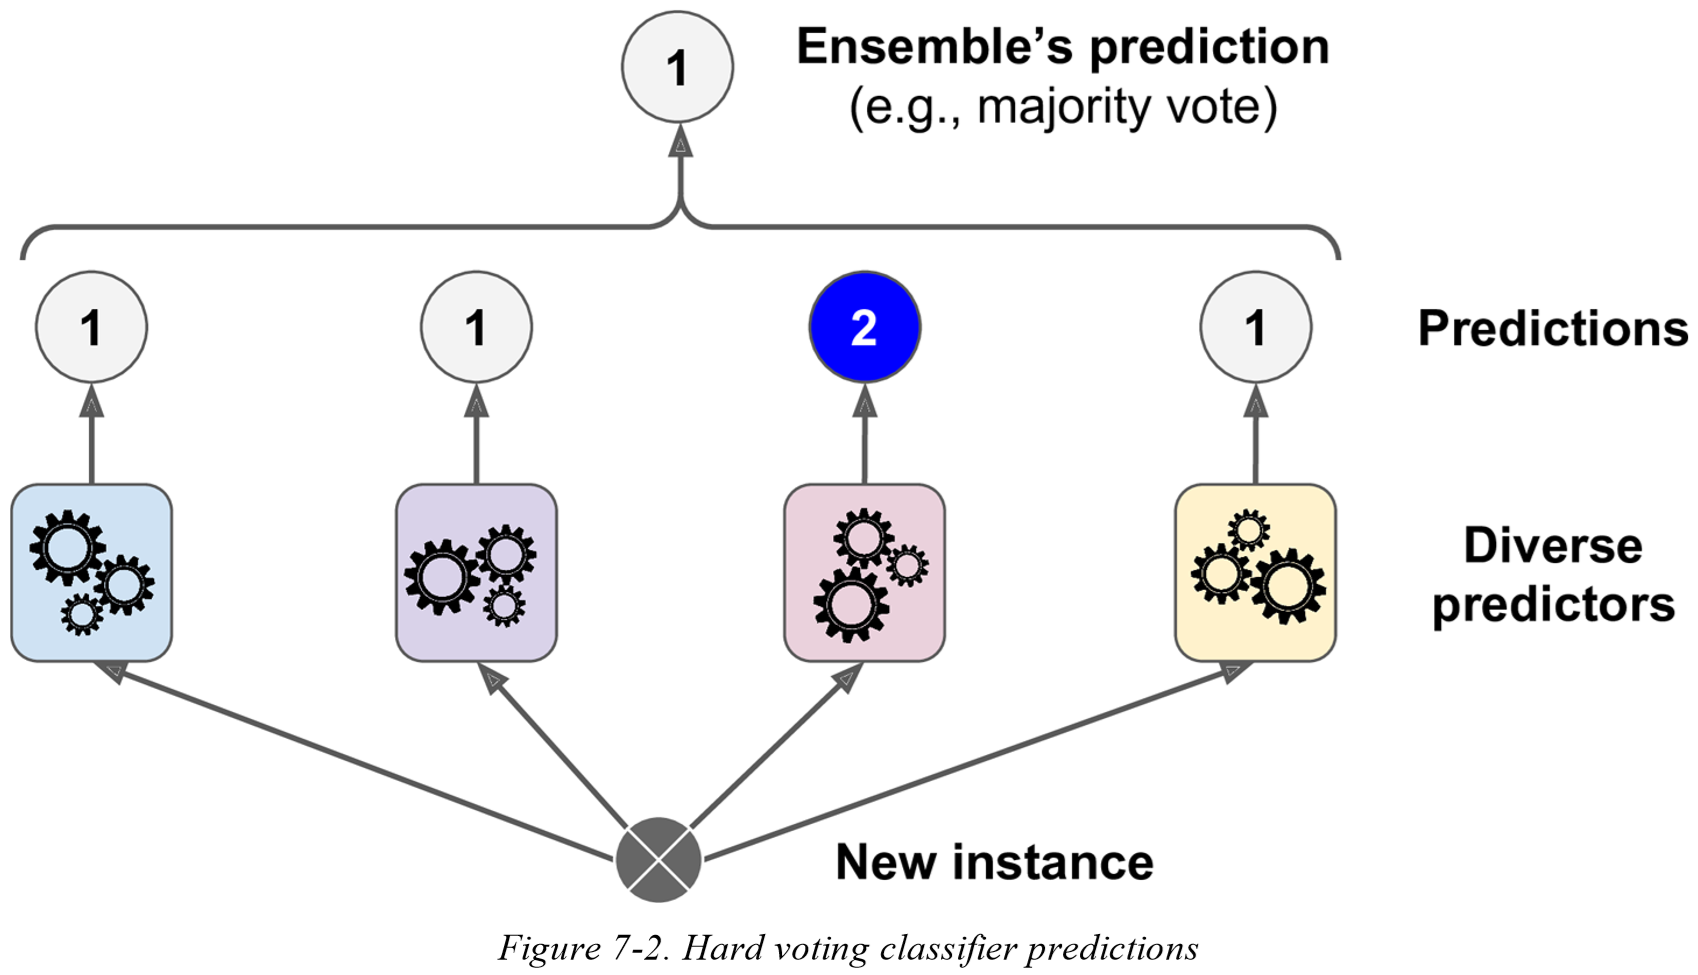 1
Ensemble’s prediction
(e.g., majority vote)
1
1
2
1
Predictions
Diverse
predictors
New instance
Figure 7-2. Hard voting classifier predictions